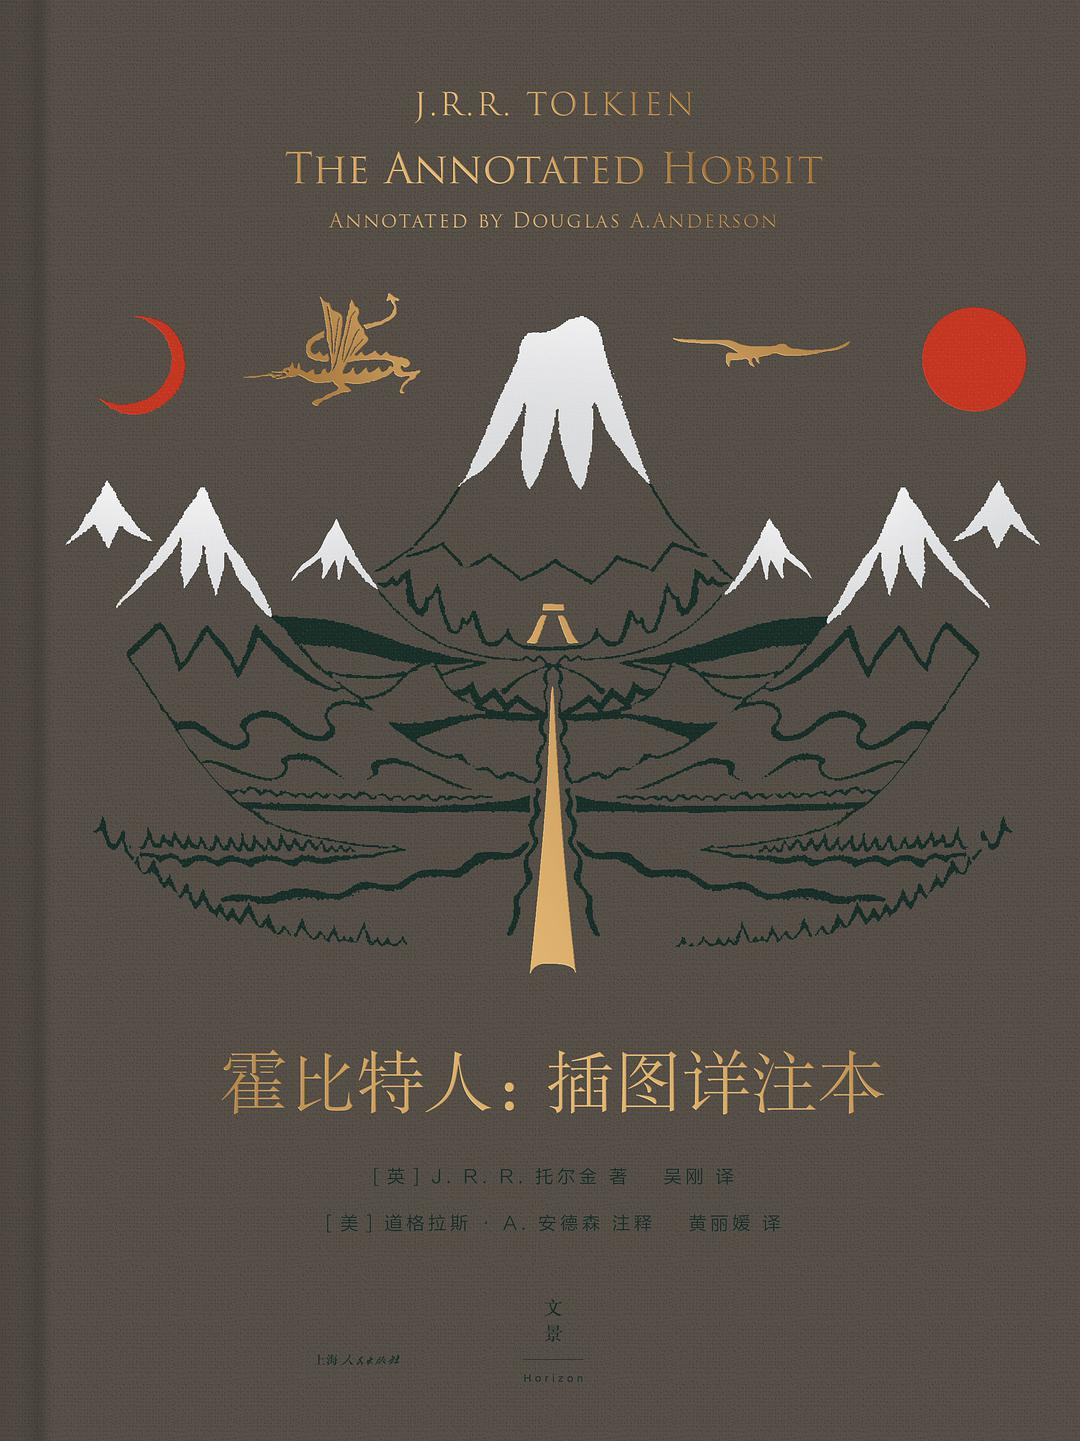 J.R.R. TOLKIEN
THE ANNOTATED HOBBIT
ANNOTATED BY DOUGLAS A.ANDERSON
霍比特人：插图详注本
[英] J. R. R. 托尔金 著 吴刚 译
[美] 道格拉斯·A. 安德森 注释 黄丽媛 译
文
景
上海人民出版社
Horizon